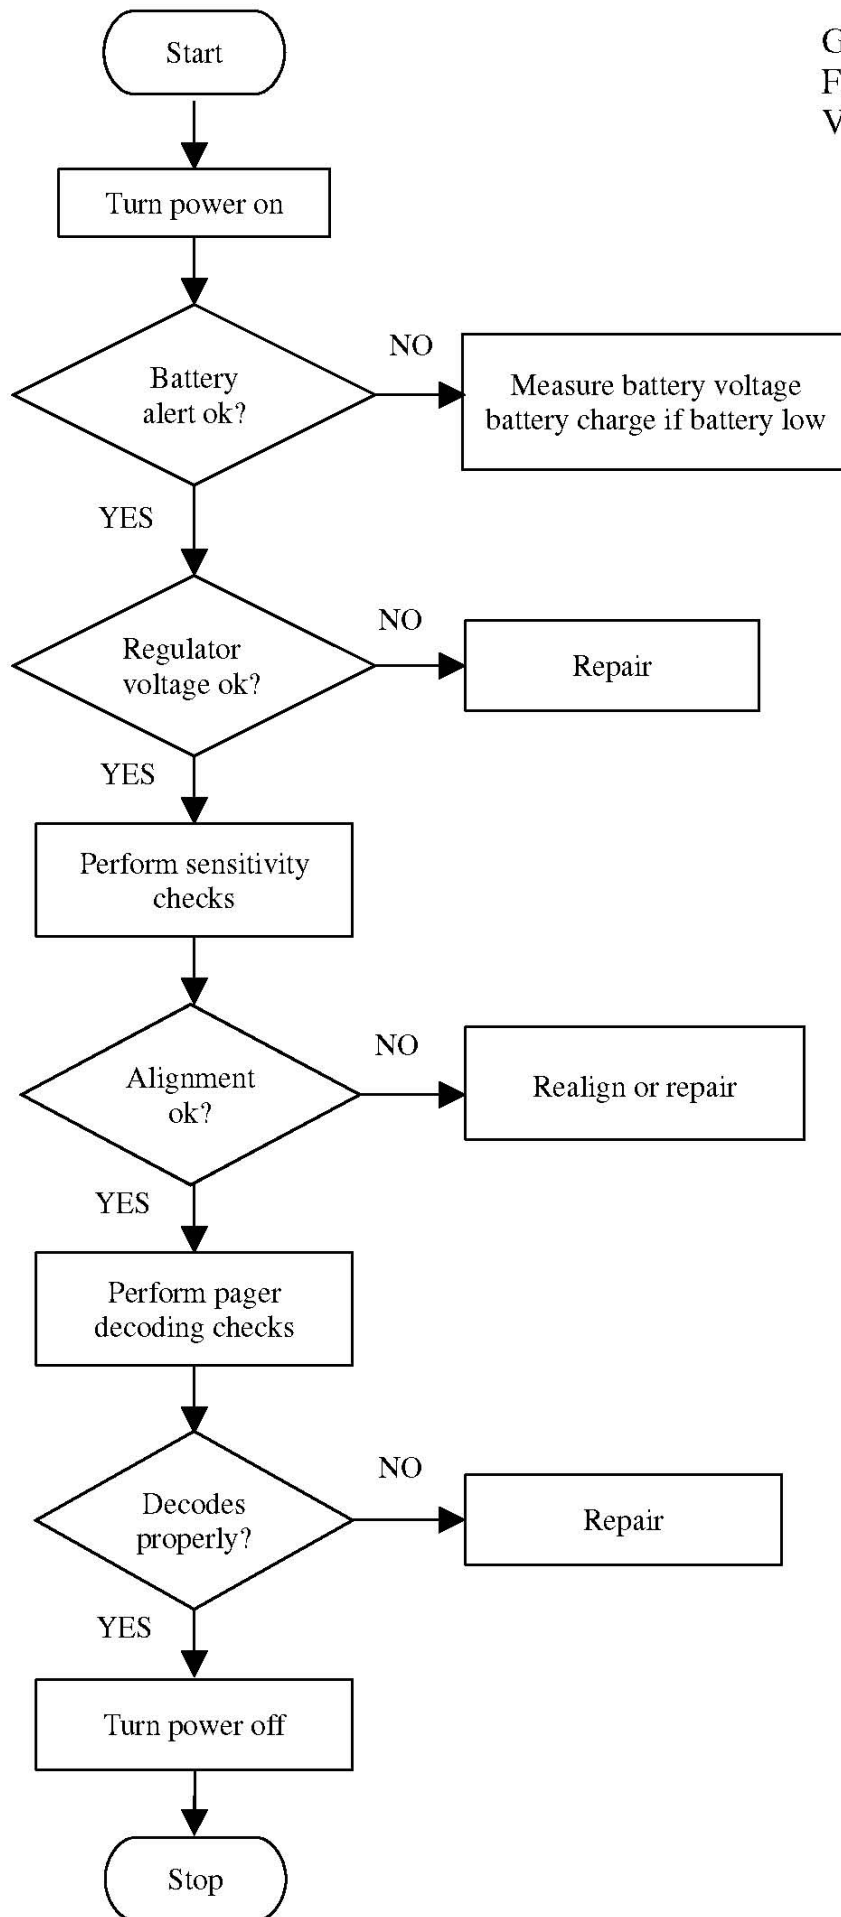 Start
G
F
V
Turn power on
Battery
alert ok?
NO
Measure battery voltage
battery charge if battery low
YES
Regulator
voltage ok?
NO
Repair
YES
Perform sensitivity
checks
Alignment
ok?
NO
Realign or repair
YES
Perform pager
decoding checks
Decodes
properly?
NO
Repair
YES
Turn power off
Stop